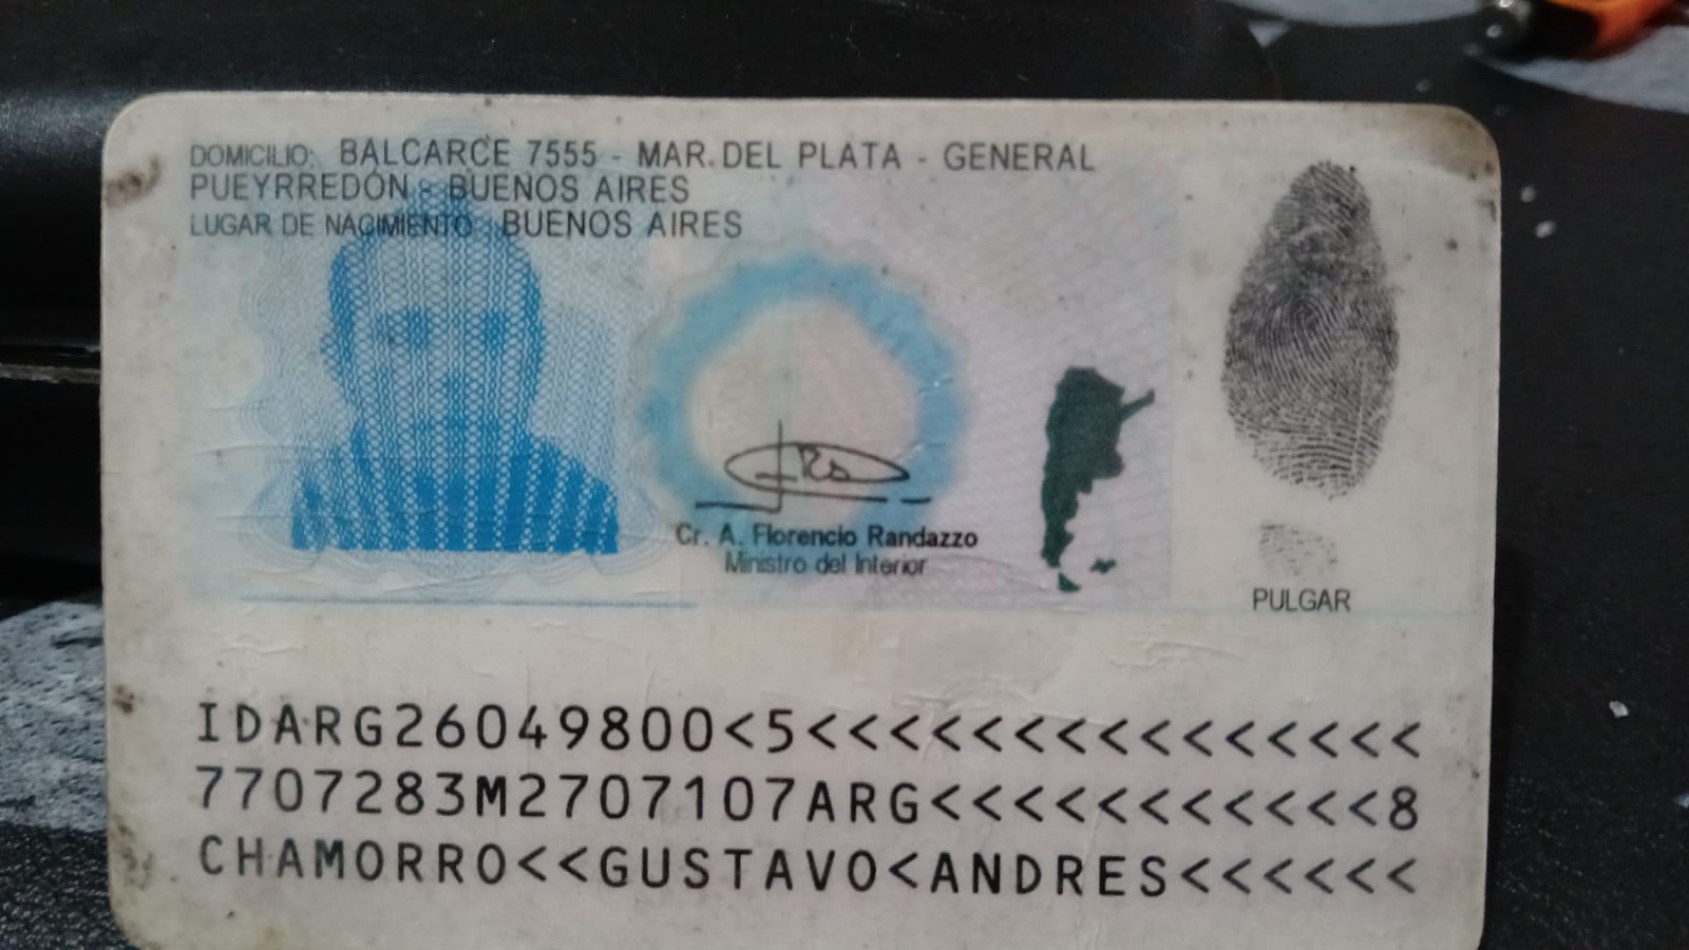 DOMICILIO: BALCARCE 7555 - MAR DEL PLATA - GENERAL
PUEYRREDÓN - BUENOS AIRES
LUGAR DE NACIMIENTO: BUENOS AIRES
Cr. A. Florencio Randazzo
Ministro del Interior
PULGAR
IDARG26049800<5<<<<<<<<<<<<<<<
7707283M2707107ARG<<<<<<<<<<<8
CHAMORRO<<GUSTAVO<ANDRES<<<<<<